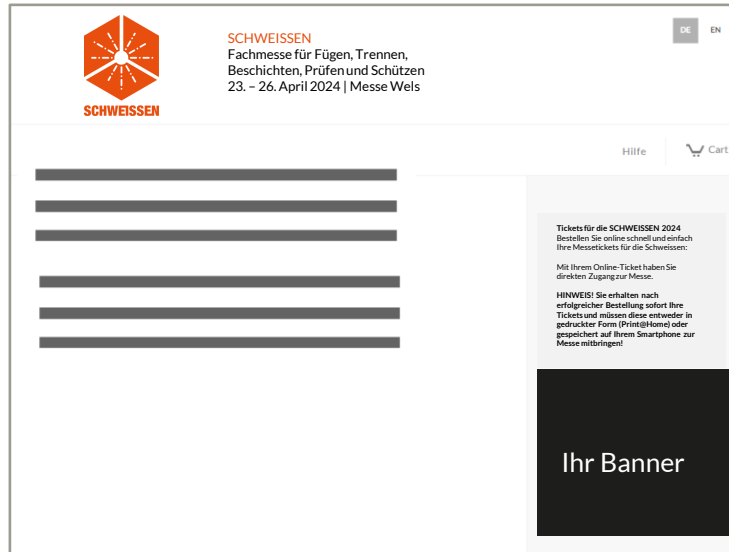 SCHWEISSEN
SCHWEISSEN
Fachmesse für Fügen, Trennen,
Beschichten, Prüfen und Schützen
23. – 26. April 2024 | Messe Wels
DE EN
Hilfe Cart
Tickets für die SCHWEISSEN 2024
Bestellen Sie online schnell und einfach
Ihre Messetickets für die Schweissen:
Mit Ihrem Online-Ticket haben Sie
direkten Zugang zur Messe.
HINWEIS! Sie erhalten nach
erfolgreicher Bestellung sofort Ihre
Tickets und müssen diese entweder in
gedruckter Form (Print@Home) oder
gespeichert auf Ihrem Smartphone zur
Messe mitbringen!
Ihr Banner